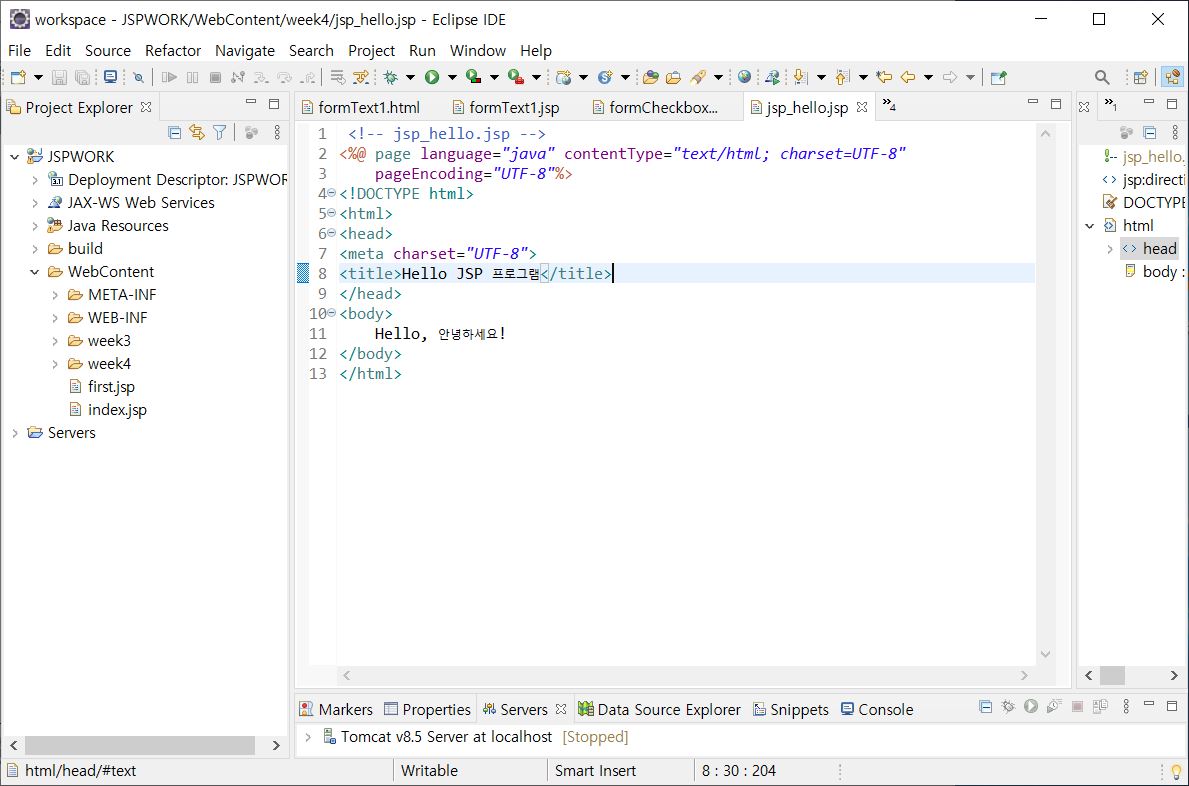 workspace - JSPWORK/WebContent/week4/jsp_hello.jsp - Eclipse IDE
File Edit Source Refactor Navigate Search Project Run Window Help
Project Explorer
JSPWORK
Deployment Descriptor: JSPWOR
JAX-WS Web Services
Java Resources
build
WebContent
META-INF
WEB-INF
week3
week4
first.jsp
index.jsp
Servers
formText1.html formText1.jsp formCheckbox... jsp_hello.jsp »4
1 <!-- jsp_hello.jsp -->
2 <%@ page language="java" contentType="text/html; charset=UTF-8"
3 pageEncoding="UTF-8"%>
4 <!DOCTYPE html>
5 <html>
6 <head>
7 <meta charset="UTF-8">
8 <title>Hello JSP 프로그램</title>
9 </head>
10 <body>
11 Hello, 안녕하세요!
12 </body>
13 </html>
»1
jsp_hello.
jsp:directi
DOCTYPE
html
head
body :
Markers Properties Servers Data Source Explorer Snippets Console
Tomcat v8.5 Server at localhost [Stopped]
html/head/#text Writable Smart Insert 8 : 30 : 204